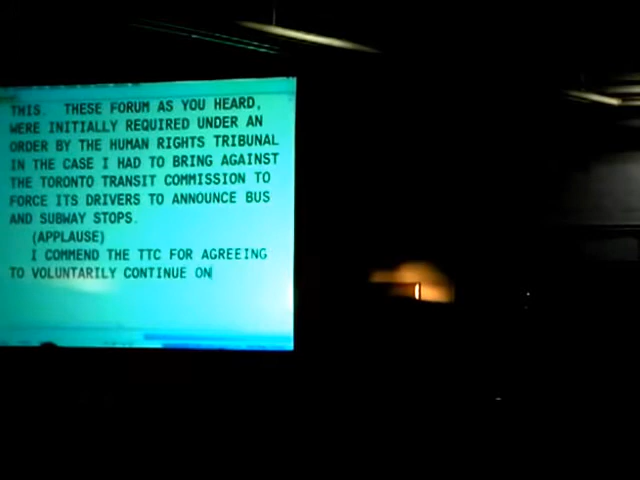 THIS. THESE FORUM AS YOU HEARD,
WERE INITIALLY REQUIRED UNDER AN
ORDER BY THE HUMAN RIGHTS TRIBUNAL
IN THE CASE I HAD TO BRING AGAINST
THE TORONTO TRANSIT COMMISSION TO
FORCE ITS DRIVERS TO ANNOUNCE BUS
AND SUBWAY STOPS.
(APPLAUSE)
I COMMEND THE TTC FOR AGREEING
TO VOLUNTARILY CONTINUE ON